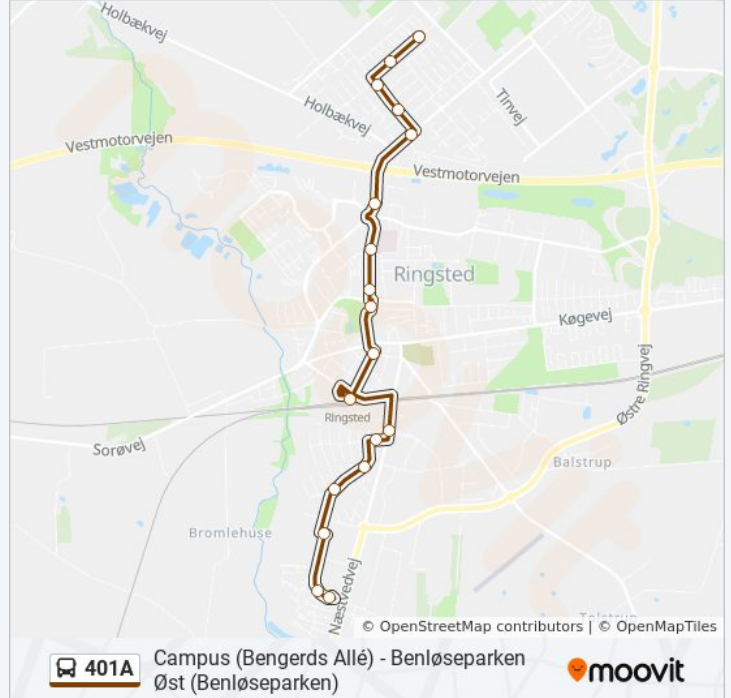 Holbækvej
Tinvej
Holbækvej
Vestmotorvejen
Vestmotorvejen
Ringsted
Køgevej
Østre Ringvej
Ringsted
Sorøvej
Balstrup
Bromlehuse
Næstvedvej
© OpenStreetMap contributors | © OpenMapTiles
401A
Campus (Bengerds Allé) - Benløseparken
Øst (Benløseparken)
moovit